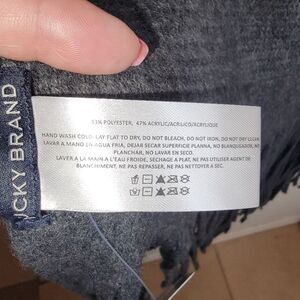 UCKY BRAND
53% POLYESTER, 47% ACRYLIC/ACRILICO/ACRYLIQUE
HAND WASH COLD-LAY FLAT TO DRY, DO NOT BLEACH, DO NOT IRON, DO NOT DRY CLEAN.
LAVAR A MANO EN AGUA FRIA, DEJAR SECAR SUPERFICIE PLANNA, NO BLANQUAEADOR, NO
PLANCHAR, NO LAVAR EN SECO.
LAVER A LA MAIN A L'EAU FROIDE, SECHAGE A PLAT, NE PAS UTILISER AGENT DE
BLANCHIMENT, NE PAS REPASSER, NE PAS NETTOYER A SEC.